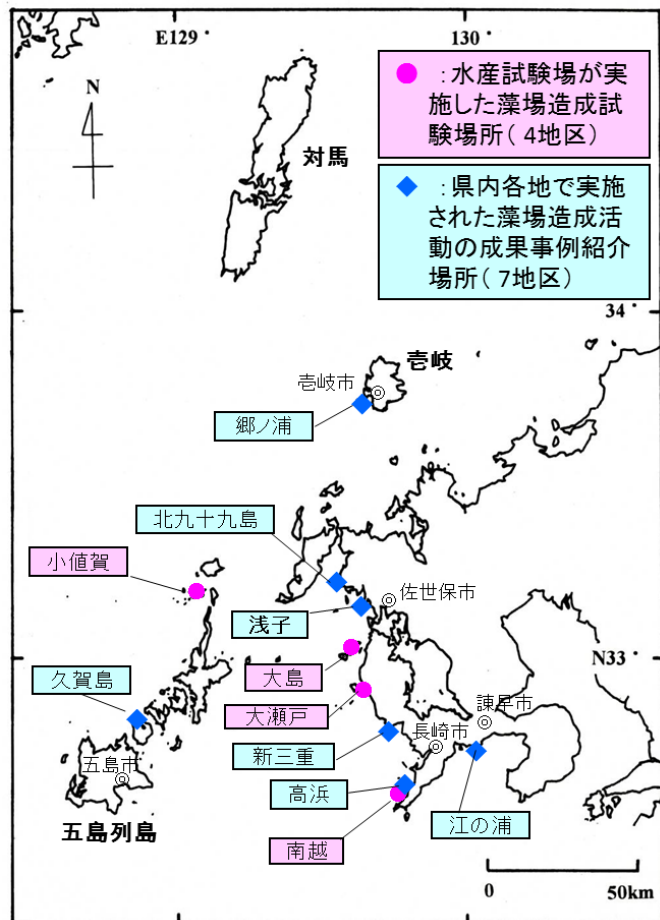 E129
130
N
●：水産試験場が実
施した藻場造成試
験場所( 4地区)
◆：県内各地で実施
された藻場造成活
動の成果事例紹介
場所( 7地区)
対馬
34
壱岐
壱岐市
郷ノ浦
北九十九島
小値賀
佐世保市
浅子
大島
N33
久賀島
大瀬戸
諫早市
長崎市
新三重
五島市
高浜
江の浦
五島列島
南越
0
50km